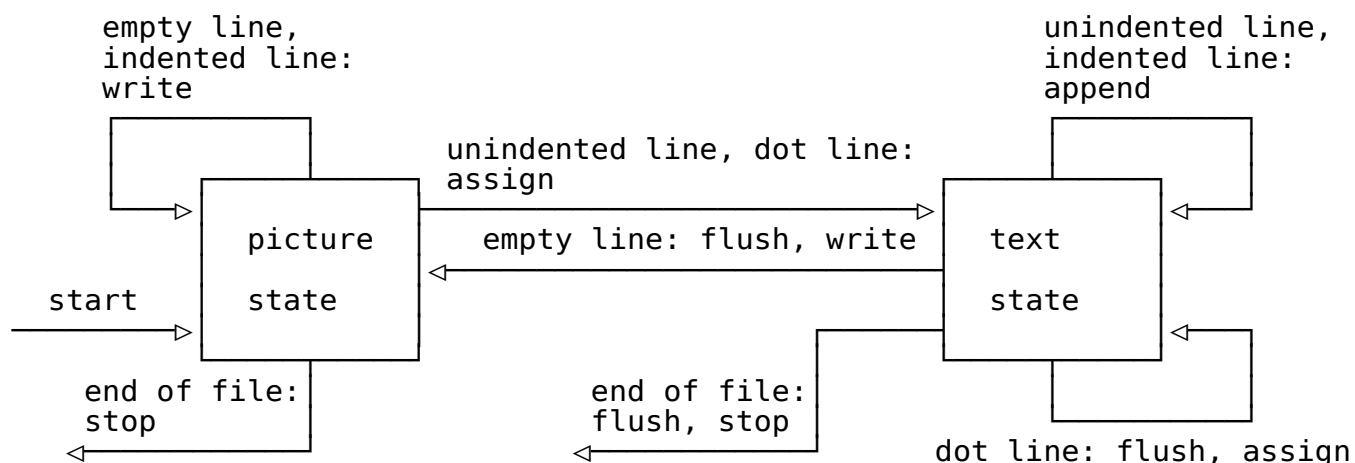 empty line,
indented line:
write
unindented line,
indented line:
append
unindented line, dot line:
assign
picture
state
empty line: flush, write
text
state
start
end of file:
stop
end of file:
flush, stop
dot line: flush, assign